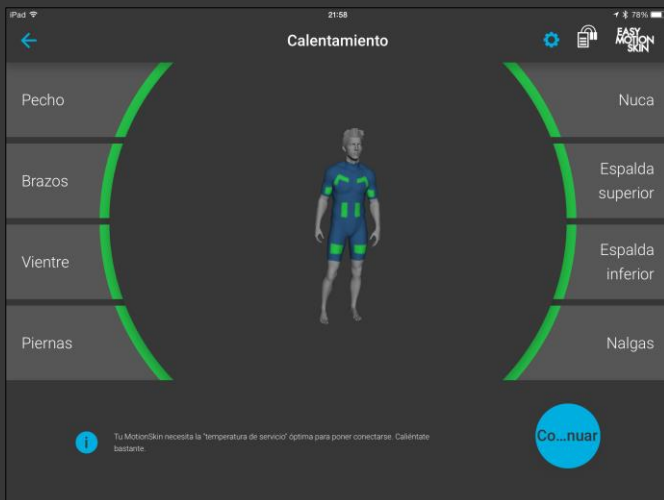 iPad 21:58 78%
Calentamiento
EASY
MOTION
SKIN
Pecho
Nuca
Brazos
Espalda
superior
Vientre
Espalda
inferior
Piernas
Nalgas
Tu MotionSkin necesita la "temperatura de servicio" óptima para poner conectarse. Caliéntate
bastante.
Co...nuar